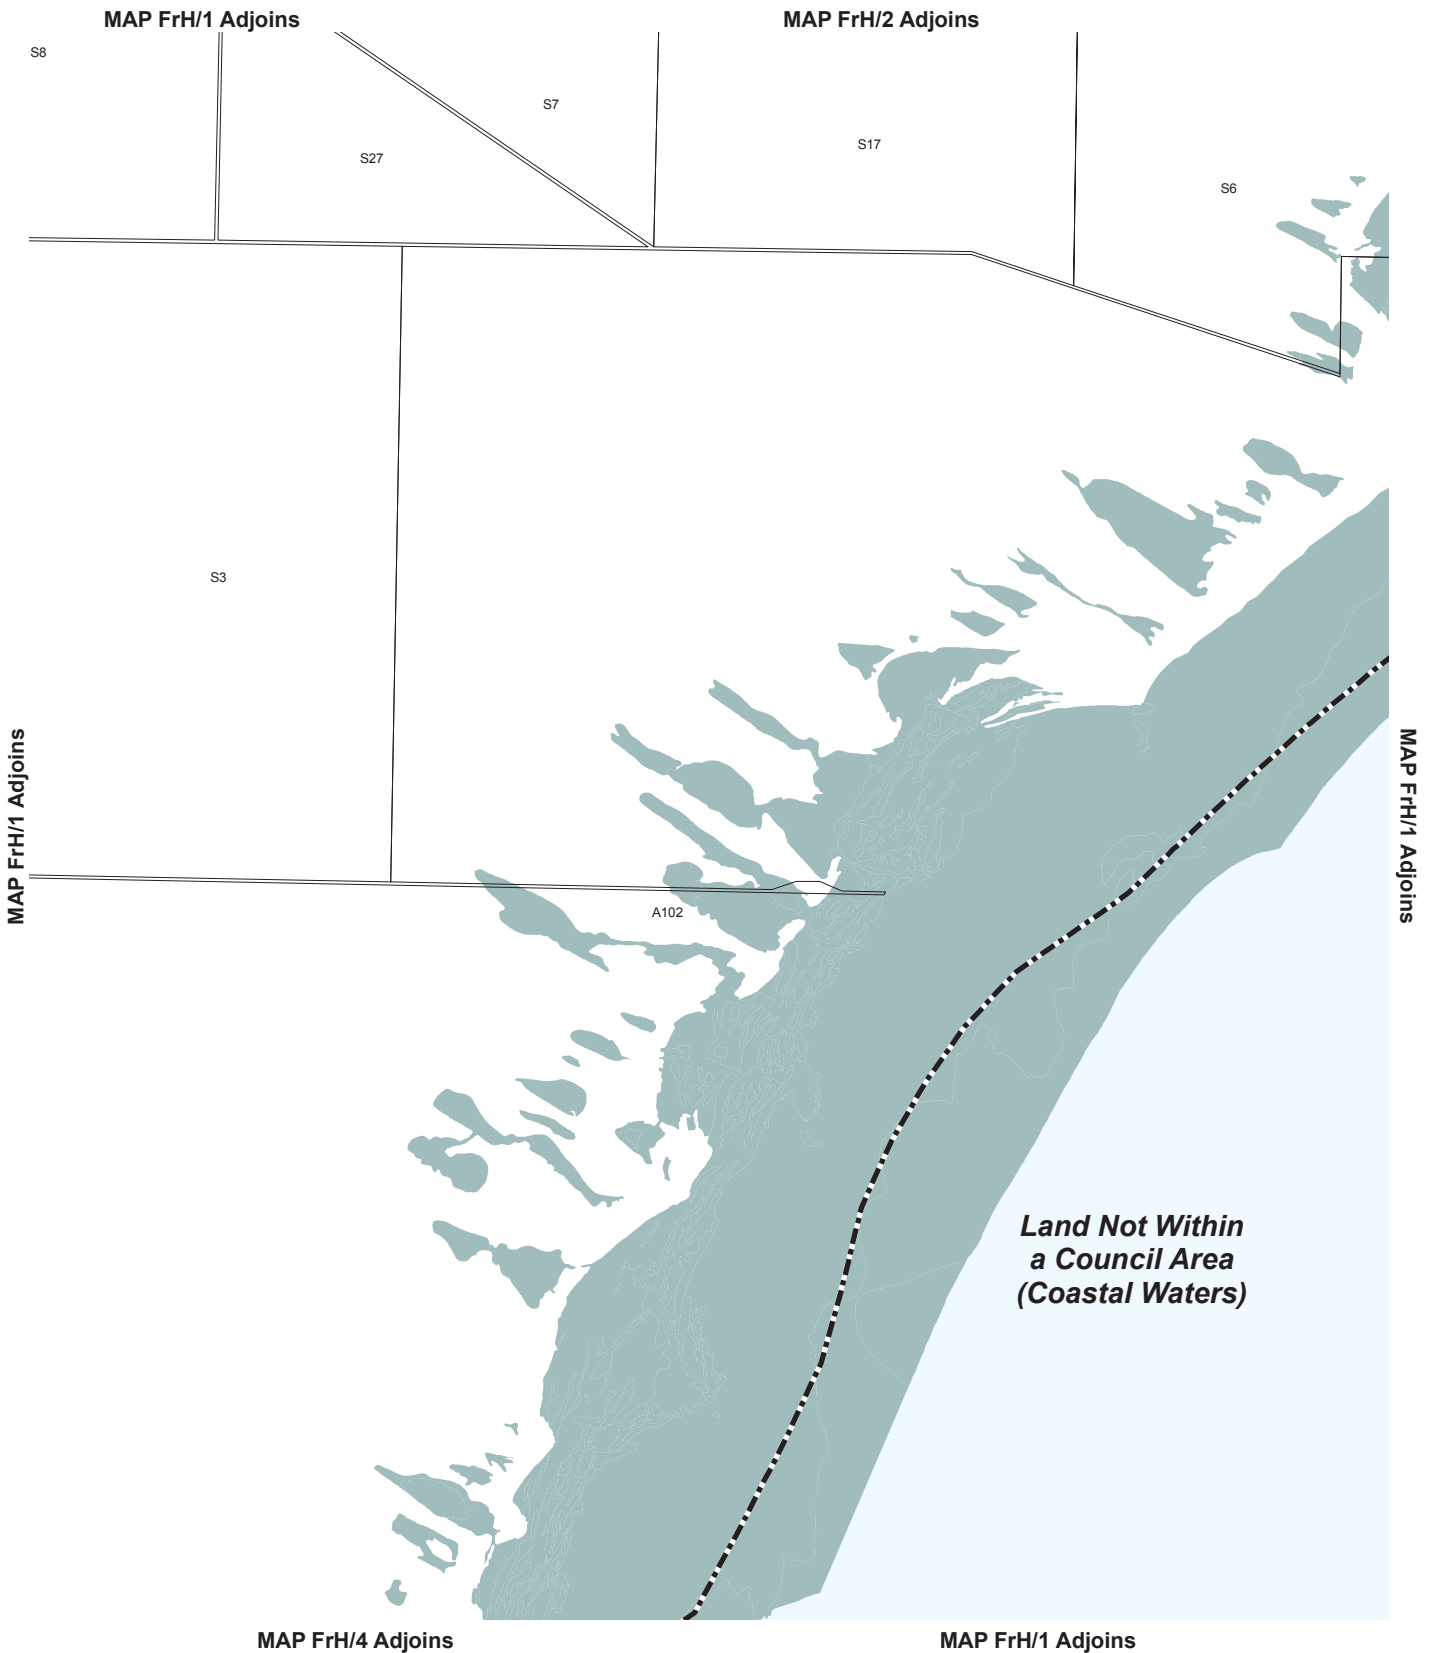 MAP FrH/1 Adjoins
MAP FrH/2 Adjoins
S8
S7
S27
S17
S6
S3
MAP FrH/1 Adjoins
MAP FrH/1 Adjoins
A102
Land Not Within
a Council Area
(Coastal Waters)
MAP FrH/4 Adjoins
MAP FrH/1 Adjoins